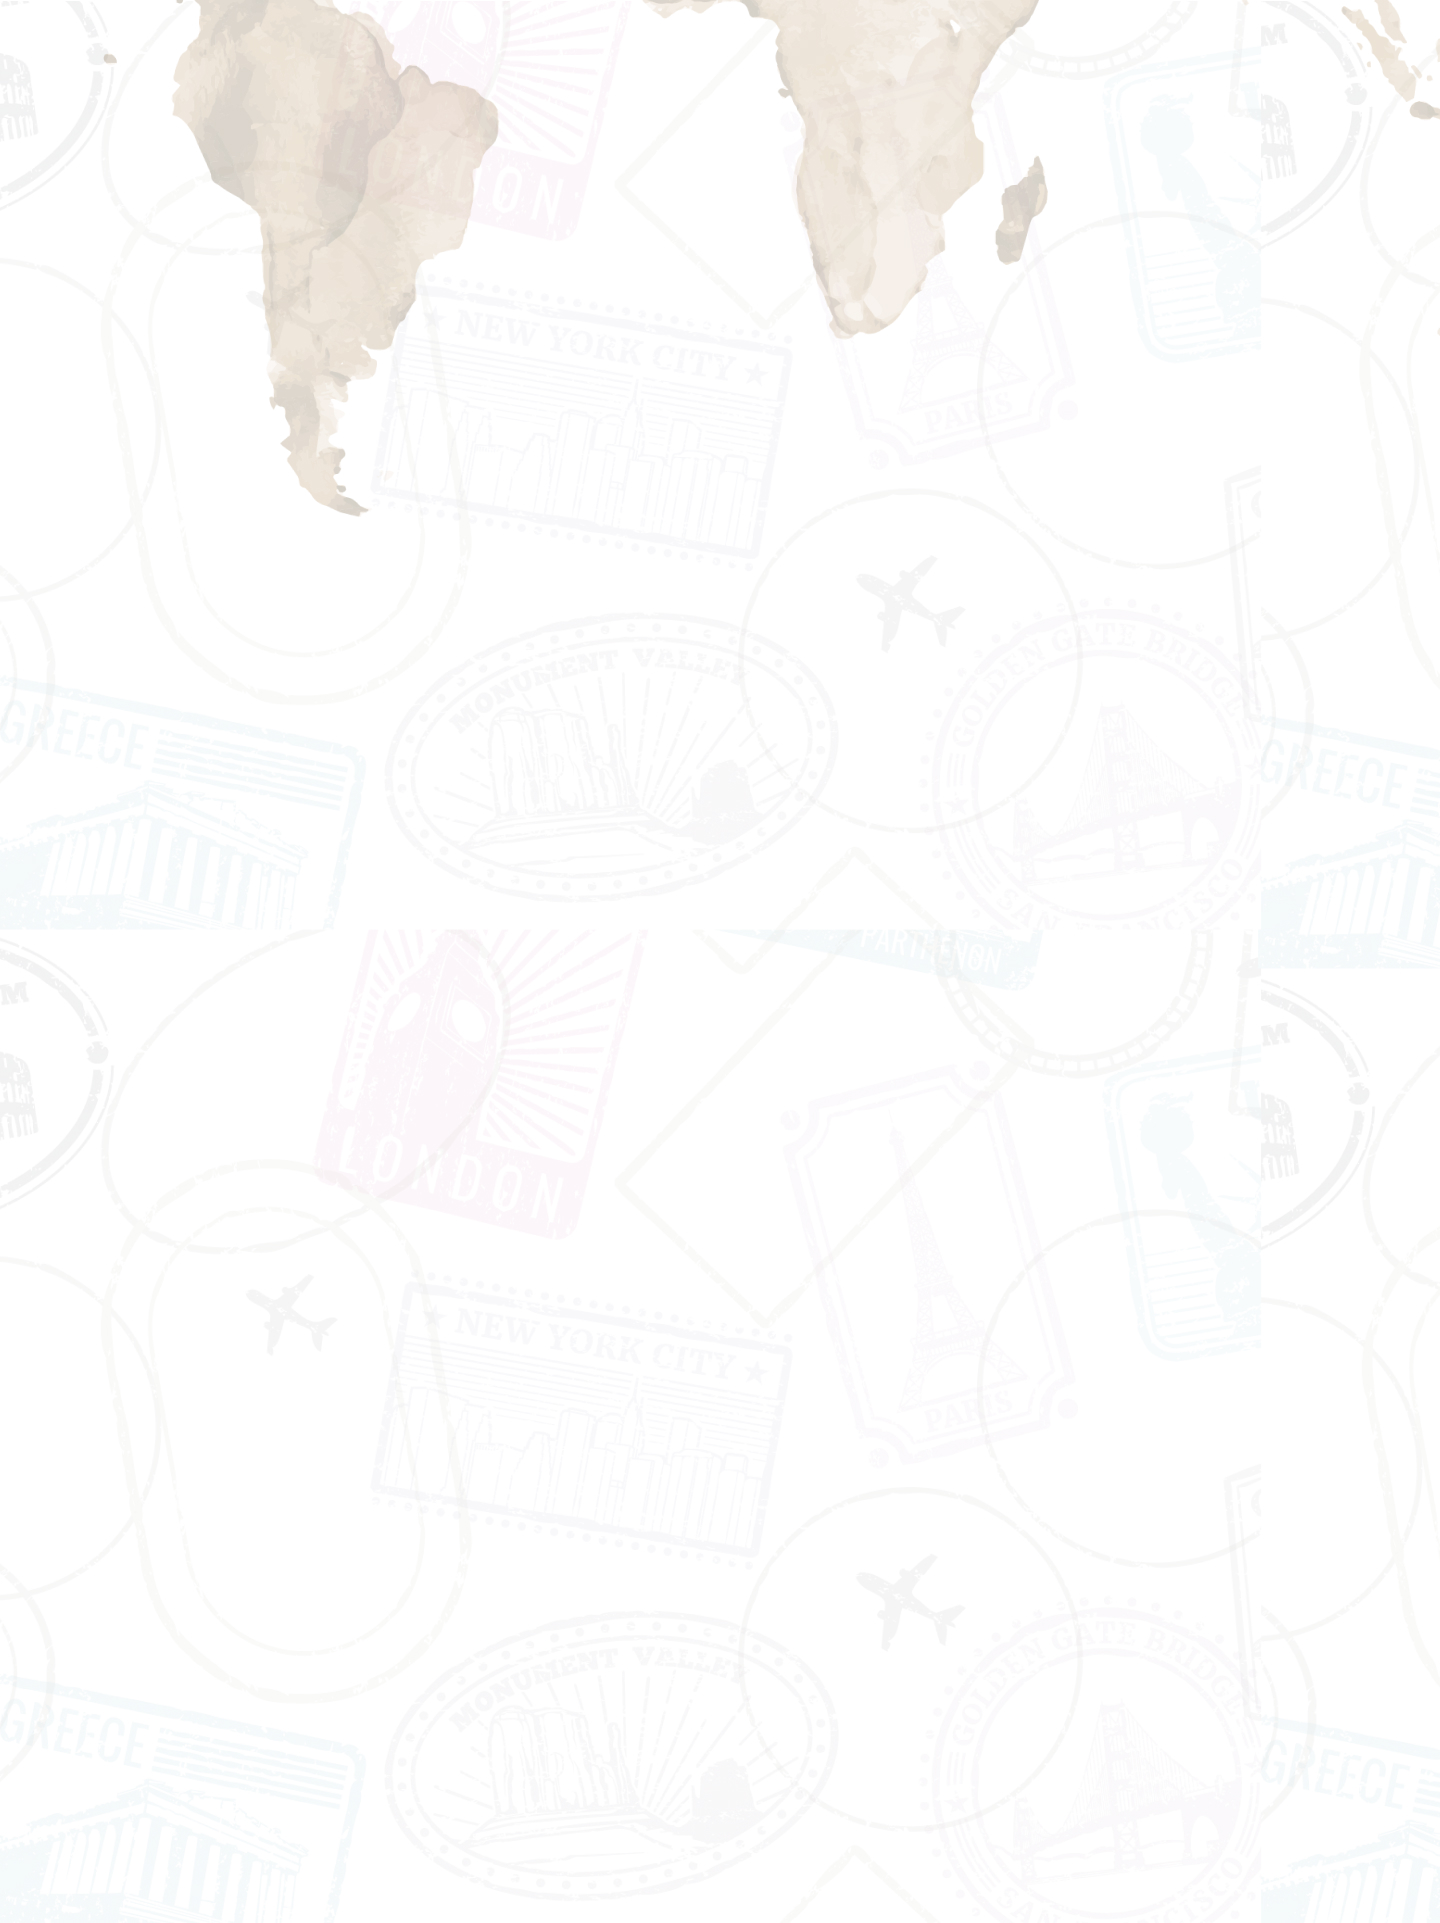 ON
NEW YORK CITY
PARIS
MONUMENT VALLEY
GOLDEN GATE BRIDGE
GREECE
GREECE
SAN FRANCISCO
PARTHENON
M
M
LONDON
NEW YORK CITY
PARIS
MONUMENT VALLEY
GOLDEN GATE BRIDGE
GREECE
GREECE
SAN FRANCISCO